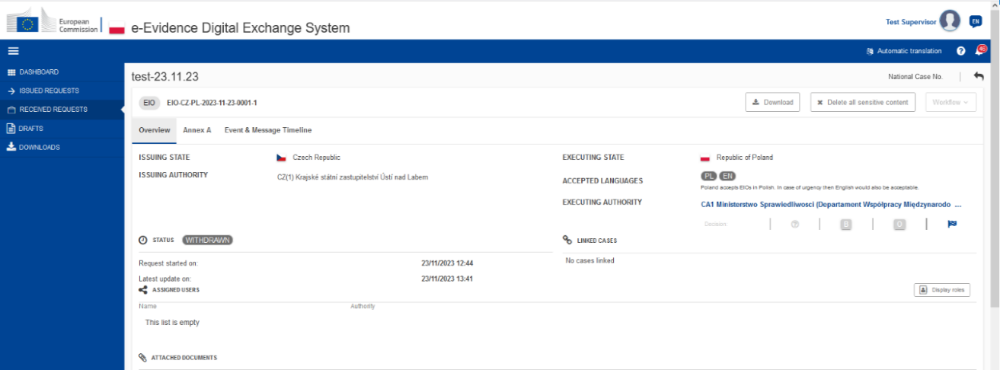 European
Commission
e-Evidence Digital Exchange System
Test Supervisor
EN
Automatic translation
?
46
DASHBOARD
ISSUED REQUESTS
RECEIVED REQUESTS
DRAFTS
DOWNLOADS
test-23.11.23
National Case No.
EIO EIO-CZ-PL-2023-11-23-0001-1
Download
Delete all sensitive content
Workflow
Overview Annex A Event & Message Timeline
ISSUING STATE Czech Republic
ISSUING AUTHORITY CZ(1) Krajské státní zastupitelství Ústí nad Labem
EXECUTING STATE Republic of Poland
ACCEPTED LANGUAGES PL EN
Poland accepts EIOs in Polish. In case of urgency then English would also be acceptable.
EXECUTING AUTHORITY CA1 Ministerstwo Sprawiedliwosci (Departament Współpracy Międzynarodo ...
Decision: ? B O
STATUS WITHDRAWN
Request started on: 23/11/2023 12:44
Latest update on: 23/11/2023 13:41
LINKED CASES
No cases linked
ASSIGNED USERS
Display roles
Name Authority
This list is empty
ATTACHED DOCUMENTS